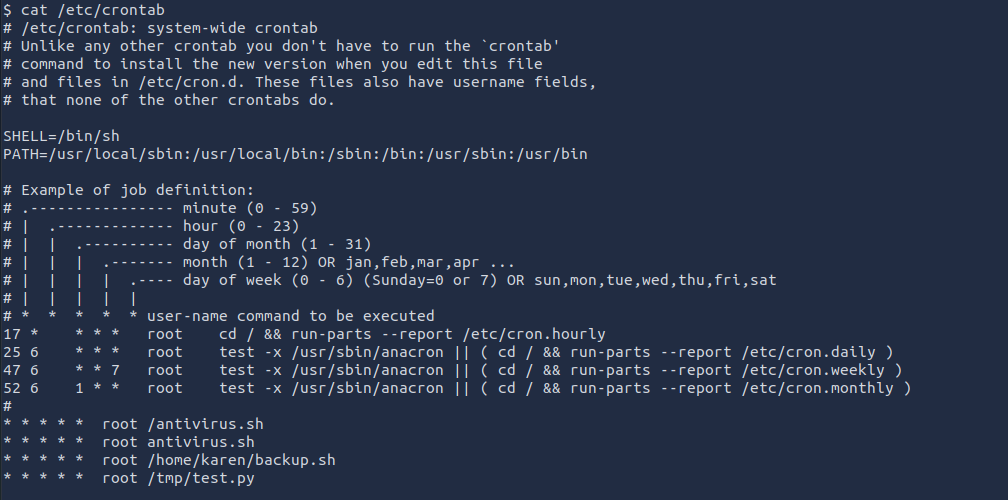 $ cat /etc/crontab
# /etc/crontab: system-wide crontab
# Unlike any other crontab you don't have to run the `crontab'
# command to install the new version when you edit this file
# and files in /etc/cron.d. These files also have username fields,
# that none of the other crontabs do.

SHELL=/bin/sh
PATH=/usr/local/sbin:/usr/local/bin:/sbin:/bin:/usr/sbin:/usr/bin

# Example of job definition:
# .---------------- minute (0 - 59)
# |  .------------- hour (0 - 23)
# |  |  .---------- day of month (1 - 31)
# |  |  |  .------- month (1 - 12) OR jan,feb,mar,apr ...
# |  |  |  |  .---- day of week (0 - 6) (Sunday=0 or 7) OR sun,mon,tue,wed,thu,fri,sat
# |  |  |  |  |
# *  *  *  *  * user-name command to be executed
17 *    * * *   root    cd / && run-parts --report /etc/cron.hourly
25 6    * * *   root    test -x /usr/sbin/anacron || ( cd / && run-parts --report /etc/cron.daily )
47 6    * * 7   root    test -x /usr/sbin/anacron || ( cd / && run-parts --report /etc/cron.weekly )
52 6    1 * *   root    test -x /usr/sbin/anacron || ( cd / && run-parts --report /etc/cron.monthly )
#
* * * * *  root /antivirus.sh
* * * * *  root antivirus.sh
* * * * *  root /home/karen/backup.sh
* * * * *  root /tmp/test.py